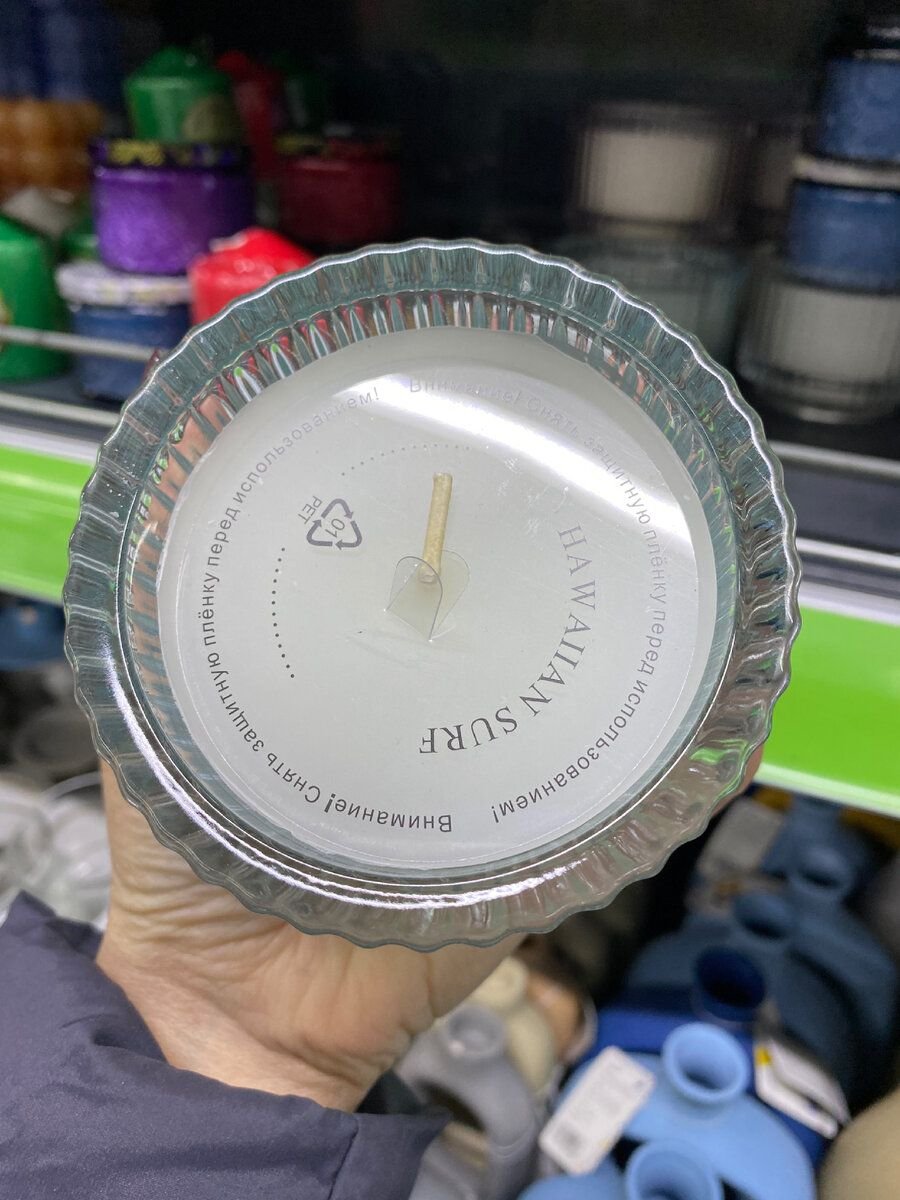 Внимание! Снять защитную плёнку перед использованием!
Внимание! Снять защитную плёнку перед использованием!
HAWAIIAN SURF
01
PET